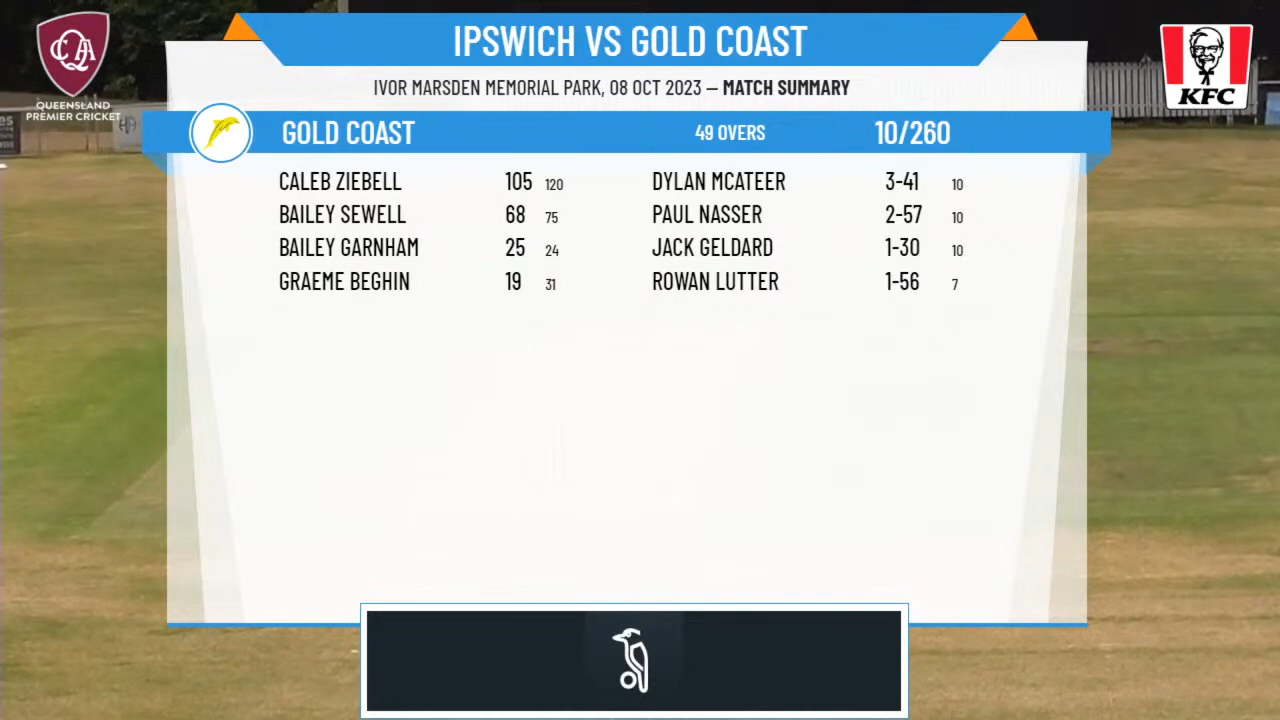 IPSWICH VS GOLD COAST
IVOR MARSDEN MEMORIAL PARK, 08 OCT 2023 – MATCH SUMMARY
QUEENSLAND
PREMIER CRICKET
KFC
GOLD COAST 49 OVERS 10/260
CALEB ZIEBELL 105 120 DYLAN MCATEER 3-41 10
BAILEY SEWELL 68 75 PAUL NASSER 2-57 10
BAILEY GARNHAM 25 24 JACK GELDARD 1-30 10
GRAEME BEGHIN 19 31 ROWAN LUTTER 1-56 7